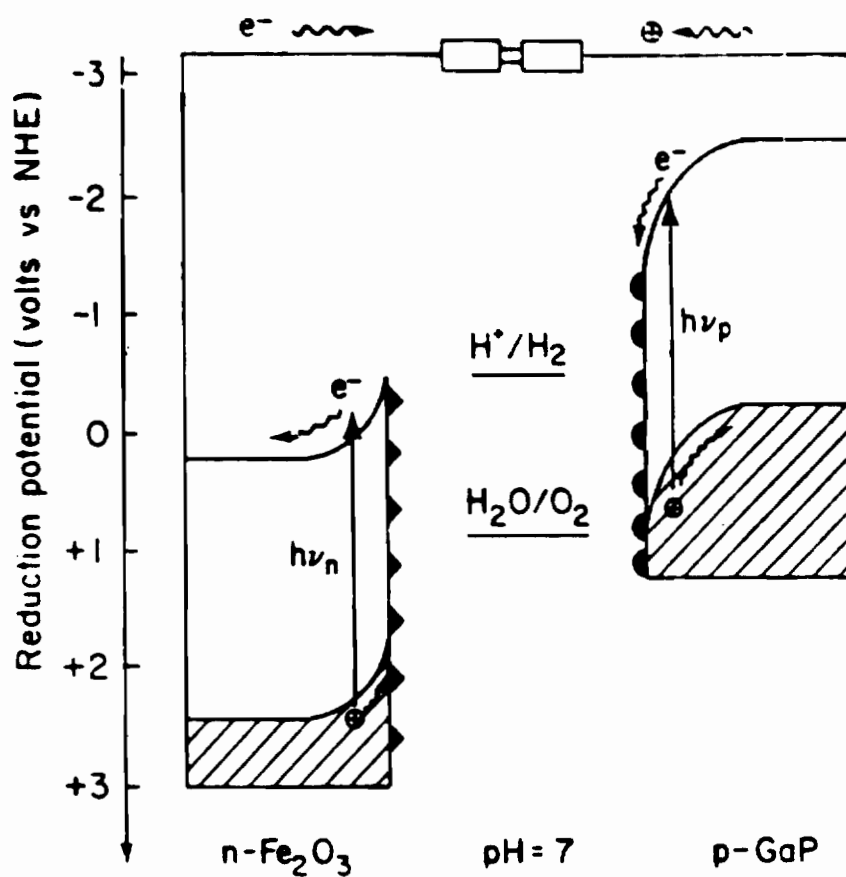 e⁻ ⊕
-3
-2
-1
0
+1
+2
+3
Reduction potential (volts vs NHE)
e⁻
hν_p
H⁺/H₂
e⁻
H₂O/O₂
⊕
hν_n
⊕
n-Fe₂O₃ pH = 7 p-GaP